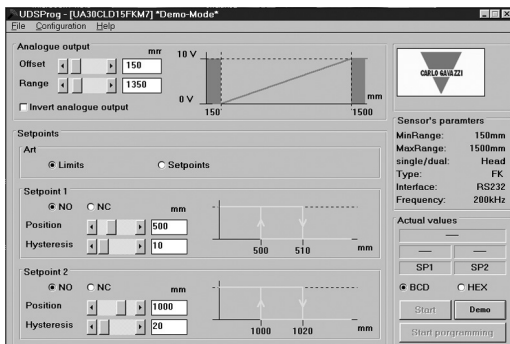 UDSProg - [UA30CLD15FKM7] *Demo-Mode*
File Configuration Help
Analogue output
mm
Offset 150
Range 1350
Invert analogue output
10 V
0 V
mm
150 1500
CARLO GAVAZZI
Sensor's paramters
MinRange: 150mm
MaxRange: 1500mm
single/dual: Head
Type: FK
Interface: RS232
Frequency: 200kHz
Setpoints
Art
Limits Setpoints
Setpoint 1
NO NC mm
Position 500
Hysteresis 10
500 510 mm
Setpoint 2
NO NC mm
Position 1000
Hysteresis 20
1000 1020 mm
Actual values
SP1 SP2
BCD HEX
Start Demo
Start porgramming